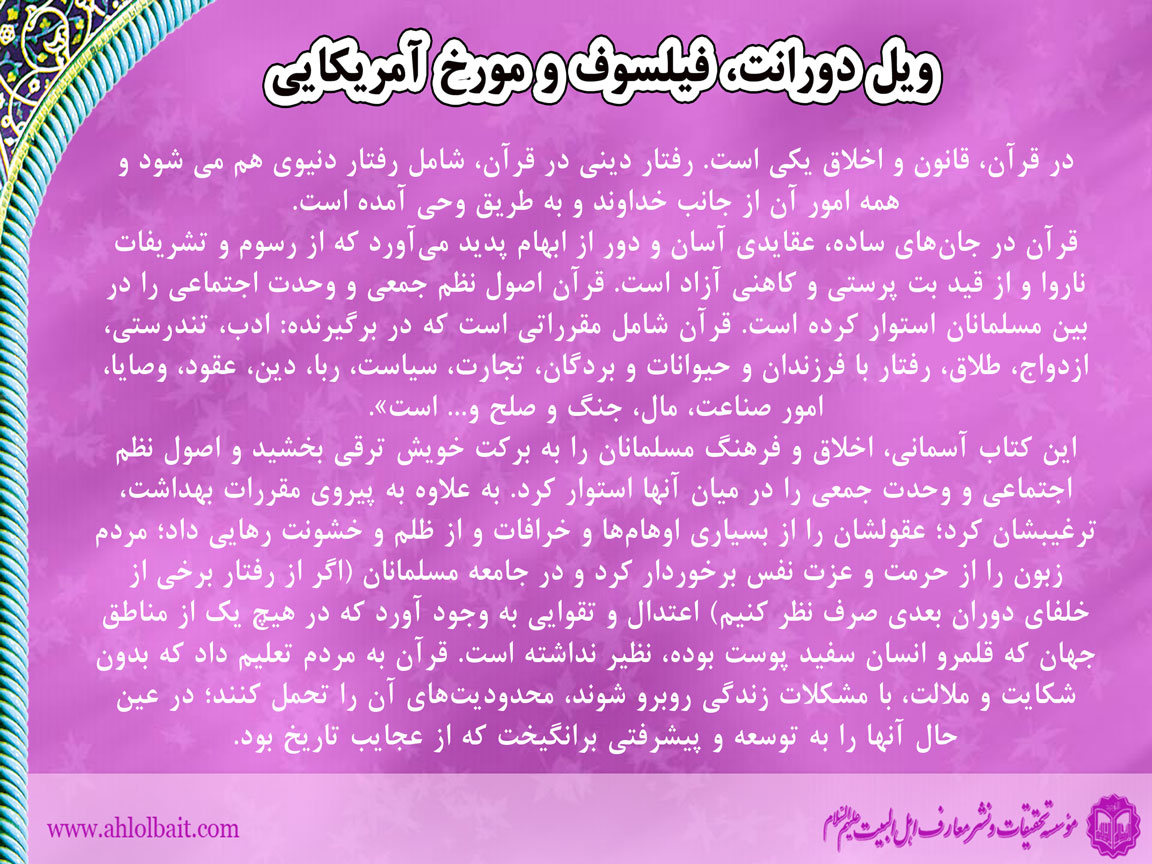 ویل دورانت، فیلسوف و مورخ آمریکایی
در قرآن، قانون و اخلاق یکی است. رفتار دینی در قرآن، شامل رفتار دنیوی هم می شود و
همه امور آن از جانب خداوند و به طریق وحی آمده است.
قرآن در جان‌های ساده، عقایدی آسان و دور از ابهام پدید می‌آورد که از رسوم و تشریفات
ناروا و از قید بت پرستی و کاهنی آزاد است. قرآن اصول نظم جمعی و وحدت اجتماعی را در
بین مسلمانان استوار کرده است. قرآن شامل مقرراتی است که در برگیرنده: ادب، تندرستی،
ازدواج، طلاق، رفتار با فرزندان و حیوانات و بردگان، تجارت، سیاست، ربا، دین، عقود، وصایا،
امور صناعت، مال، جنگ و صلح و... است».
این کتاب آسمانی، اخلاق و فرهنگ مسلمانان را به برکت خویش ترقی بخشید و اصول نظم
اجتماعی و وحدت جمعی را در میان آنها استوار کرد. به علاوه به پیروی مقررات بهداشت،
ترغیبشان کرد؛ عقولشان را از بسیاری اوهام‌ها و خرافات و از ظلم و خشونت رهایی داد؛ مردم
زبون را از حرمت و عزت نفس برخوردار کرد و در جامعه مسلمانان (اگر از رفتار برخی از
خلفای دوران بعدی صرف نظر کنیم) اعتدال و تقوایی به وجود آورد که در هیچ یک از مناطق
جهان که قلمرو انسان سفید پوست بوده، نظیر نداشته است. قرآن به مردم تعلیم داد که بدون
شکایت و ملالت، با مشکلات زندگی روبرو شوند، محدودیت‌های آن را تحمل کنند؛ در عین
حال آنها را به توسعه و پیشرفتی برانگیخت که از عجایب تاریخ بود.
مؤسسه تحقیقات و نشر معارف اهل البیت علیهم السلام
www.ahlolbait.com